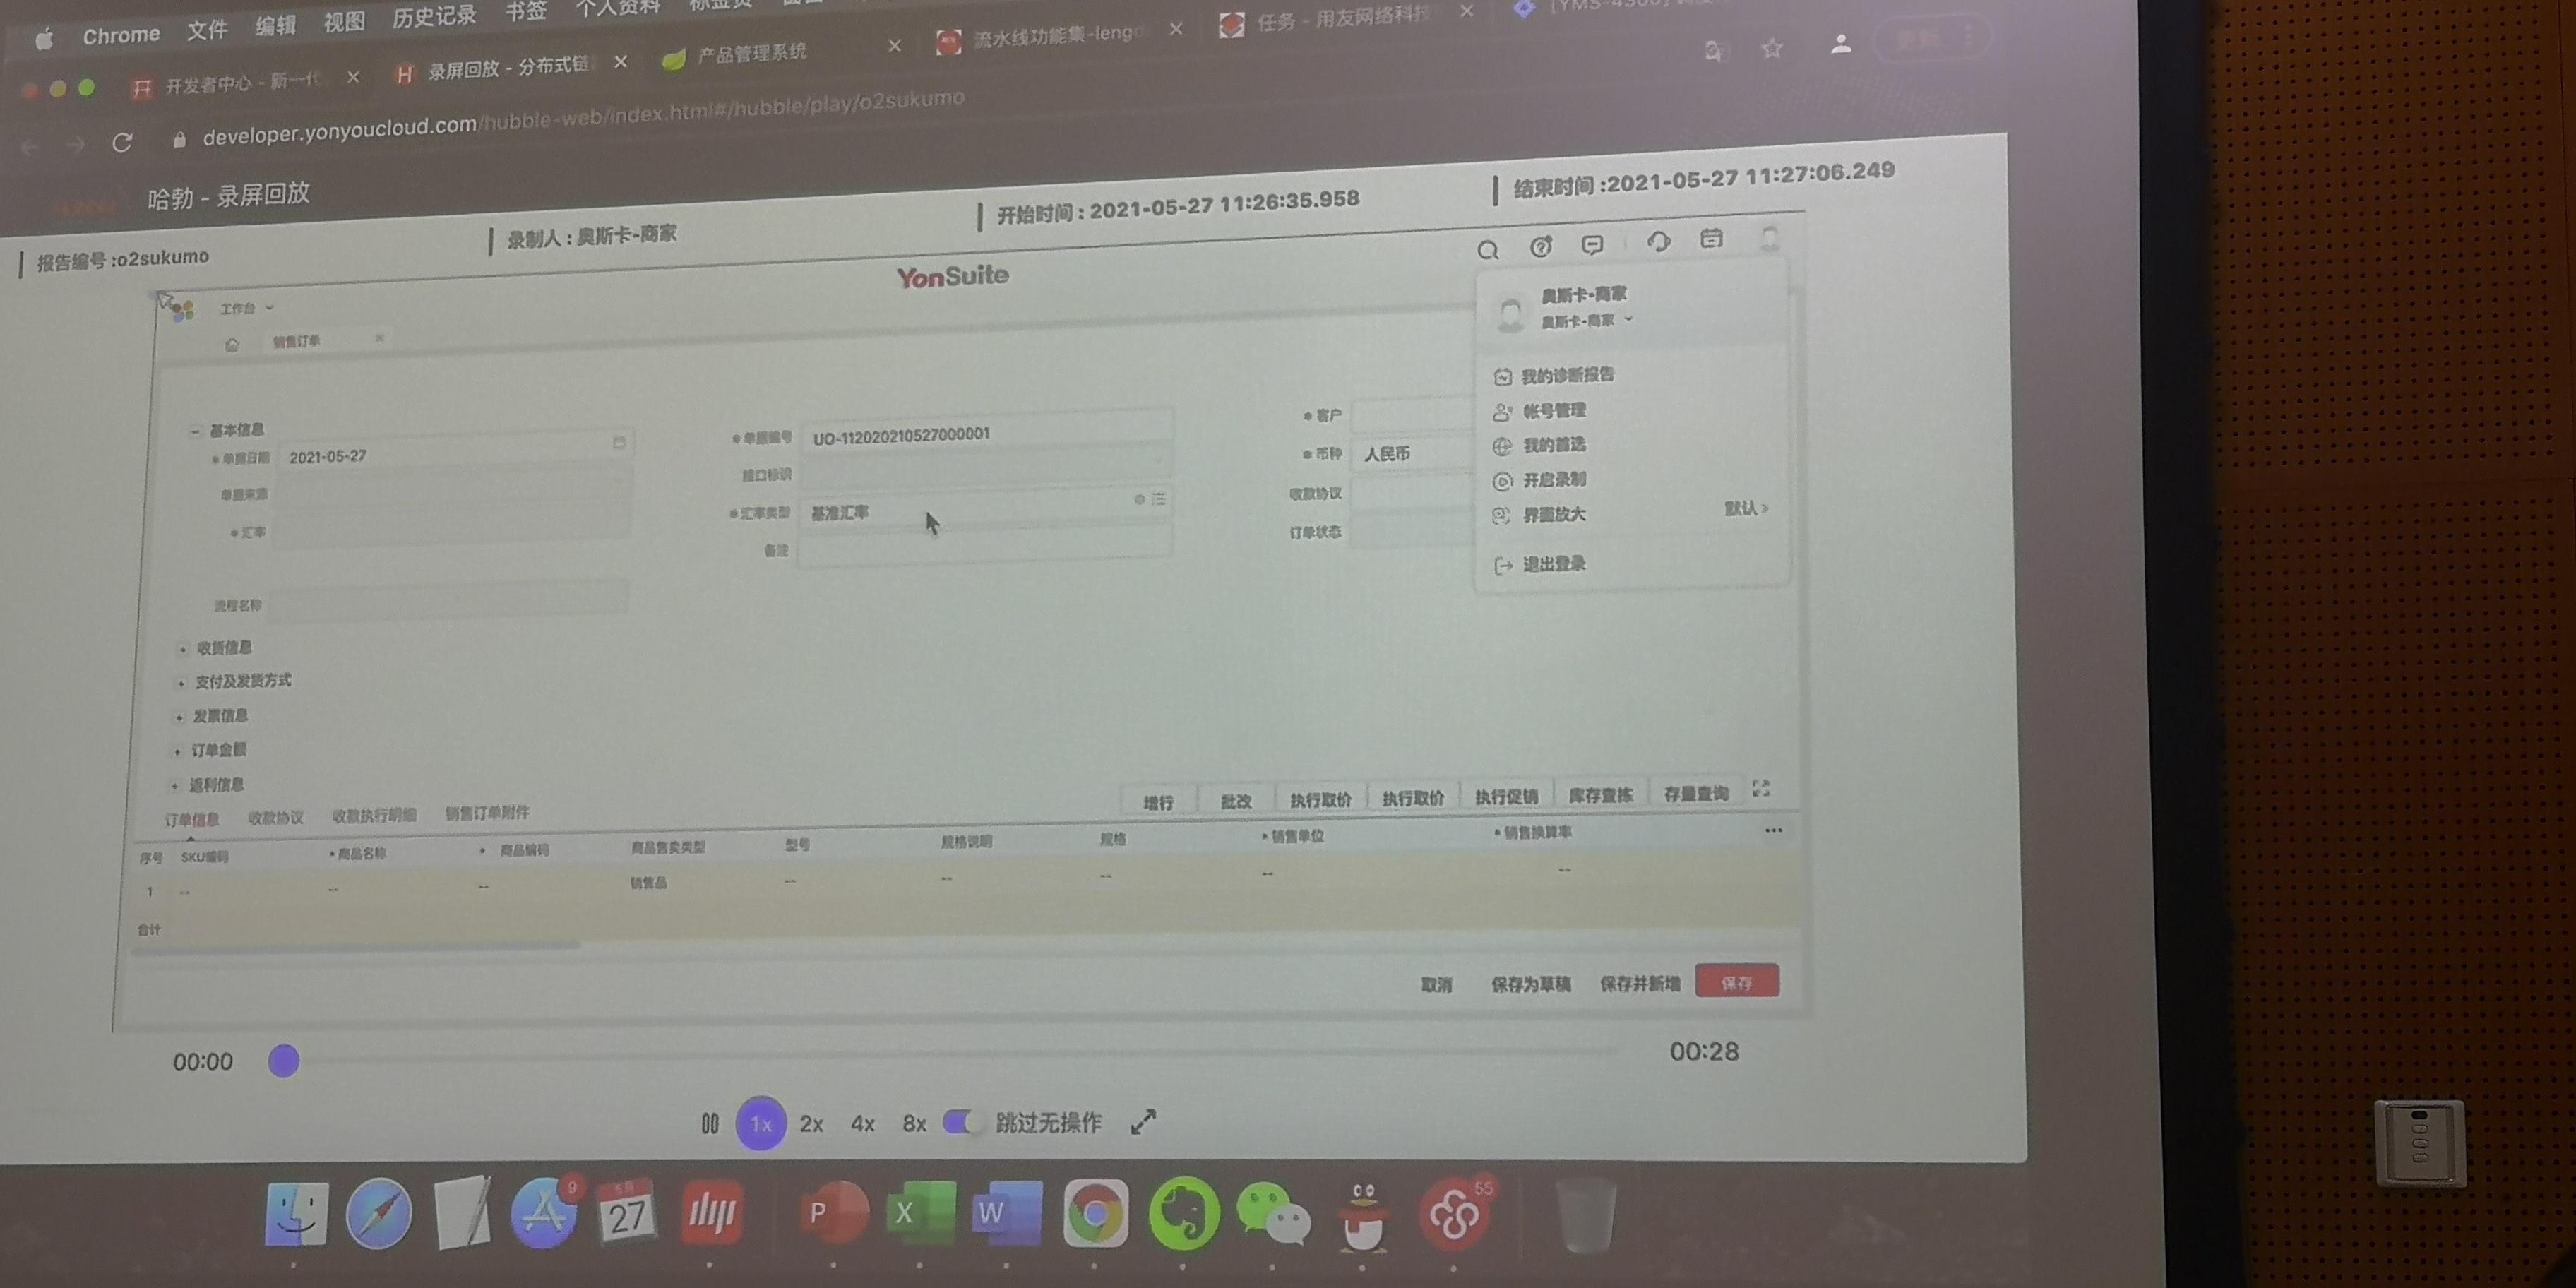 Chrome 文件 编辑 视图 历史记录 书签 个人资料
开发者中心 - 新一代 录屏回放 - 分布式链 产品管理系统 流水线功能集-lengd 任务 - 用友网络科技
developer.yonyoucloud.com/hubble-web/index.html#/hubble/play/o2sukumo
更新
哈勃 - 录屏回放
报告编号 :o2sukumo 录制人 : 奥斯卡-商家 开始时间 : 2021-05-27 11:26:35.958 结束时间 :2021-05-27 11:27:06.249
YonSuite
工作台
销售订单
奥斯卡-商家
奥斯卡-商家
我的诊断报告
帐号管理
我的首选
开启录制
界面放大 默认 >
退出登录
基本信息
单据日期 2021-05-27 单据编号 UO-112020210527000001 客户
单据来源 接口标识 币种 人民币
汇率 汇率类型 基准汇率 收款协议
备注 订单状态
流程名称
收货信息
支付及发货方式
发票信息
订单金额
返利信息
增行 批改 执行取价 执行取价 执行促销 库存查拣 存量查询
订单信息 收款协议 收款执行明细 销售订单附件
序号 SKU编码 *商品名称 * 商品编码 商品售卖类型 型号 规格说明 规格 *销售单位 *销售换算率 ...
1 -- -- -- 销售品 -- -- -- -- --
合计
取消 保存为草稿 保存并新增 保存
00:00 00:28
1x 2x 4x 8x 跳过无操作
9
27
P X W
55